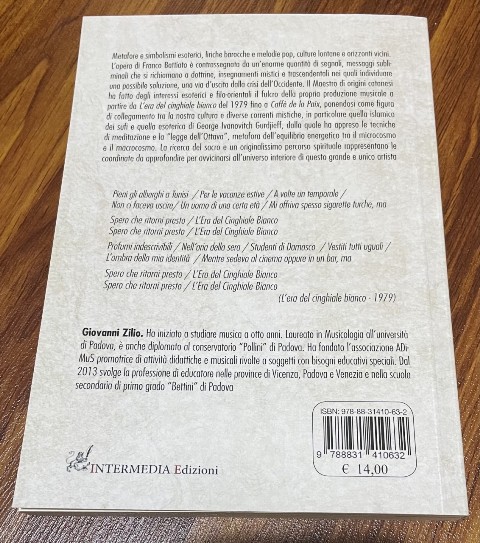 Metafore e simbolismi esoterici, liriche barocche e melodie pop, culture lontane e orizzonti vicini.
L'opera di Franco Battiato è contrassegnata da un'enorme quantità di segnali, messaggi subli-
minali che si richiamano a dottrine, insegnamenti mistici e trascendentali nei quali individuare
una possibile soluzione, una via d'uscita dalla crisi dell'Occidente. Il Maestro di origini catanesi
ha fatto degli interessi esoterici e filo-orientali il fulcro della propria produzione musicale a
partire da L'era del cinghiale bianco del 1979 fino a Caffè de la Paix, ponendosi come figura
di collegamento tra la nostra cultura e diverse correnti mistiche, in particolare quella islamica
dei sufi e quella esoterica di George Ivanovitch Gurdjieff, dalla quale ha appreso le tecniche
di meditazione e la "legge dell'Ottava", metafora dell'equilibrio energetico tra il microcosmo
e il macrocosmo. La ricerca del sacro e un originalissimo percorso spirituale rappresentano le
coordinate da approfondire per avvicinarsi all'universo interiore di questo grande e unico artista
Pieni gli alberghi a Tunisi / Per le vacanze estive / A volte un temporale /
Non ci faceva uscire/ Un uomo di una certa età / Mi offriva spesso sigarette turche, ma
Spero che ritorni presto / L'Era del Cinghiale Bianco
Spero che ritorni presto / L'Era del Cinghiale Bianco
Profumi indescrivibili / Nell'aria della sera / Studenti di Damasco / Vestiti tutti uguali /
L'ombra della mia identità / Mentre sedevo al cinema oppure in un bar, ma
Spero che ritorni presto / L'Era del Cinghiale Bianco
Spero che ritorni presto / L'Era del Cinghiale Bianco
(L'era del cinghiale bianco - 1979)
Giovanni Zilio. Ha iniziato a studiare musica a otto anni. Laureato in Musicologia all'università
di Padova, è anche diplomato al conservatorio "Pollini" di Padova. Ha fondato l'associazione ADi-
MuS promotrice di attività didattiche e musicali rivolte a soggetti con bisogni educativi speciali. Dal
2013 svolge la professione di educatore nelle province di Vicenza, Padova e Venezia e nella scuola
secondaria di primo grado "Bettini" di Padova
ISBN: 978-88-31410-63-2
9 788831 410632
€ 14,00
INTERMEDIA Edizioni